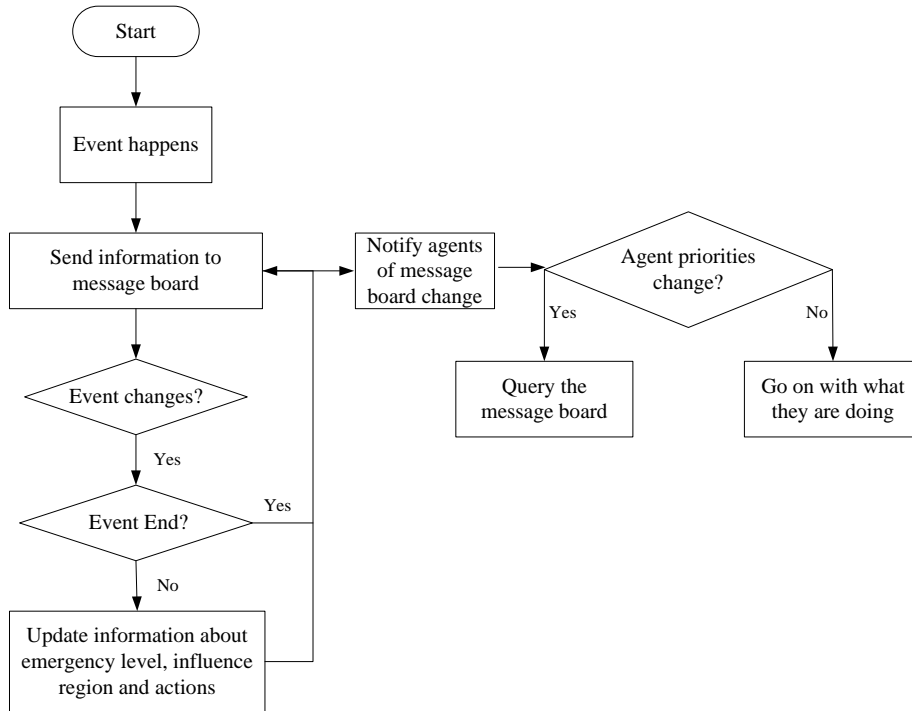 Start
Event happens
Send information to
message board
Notify agents
of message
board change
Agent priorities
change?
Yes
No
Query the
message board
Go on with what
they are doing
Event changes?
Yes
Event End?
Yes
No
Update information about
emergency level, influence
region and actions